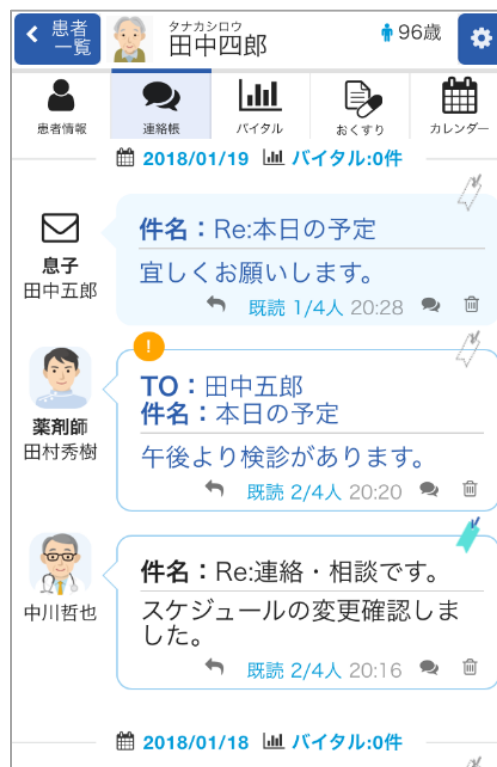 患者
一覧
タナカシロウ
田中四郎
96歳
患者情報
連絡帳
バイタル
おくすり
カレンダー
2018/01/19 バイタル:0件
件名：Re:本日の予定
宜しくお願いします。
息子
田中五郎
既読 1/4人 20:28
!
TO：田中五郎
件名：本日の予定
午後より検診があります。
薬剤師
田村秀樹
既読 2/4人 20:20
件名：Re:連絡・相談です。
スケジュールの変更確認しま
した。
中川哲也
既読 2/4人 20:16
2018/01/18 バイタル:0件